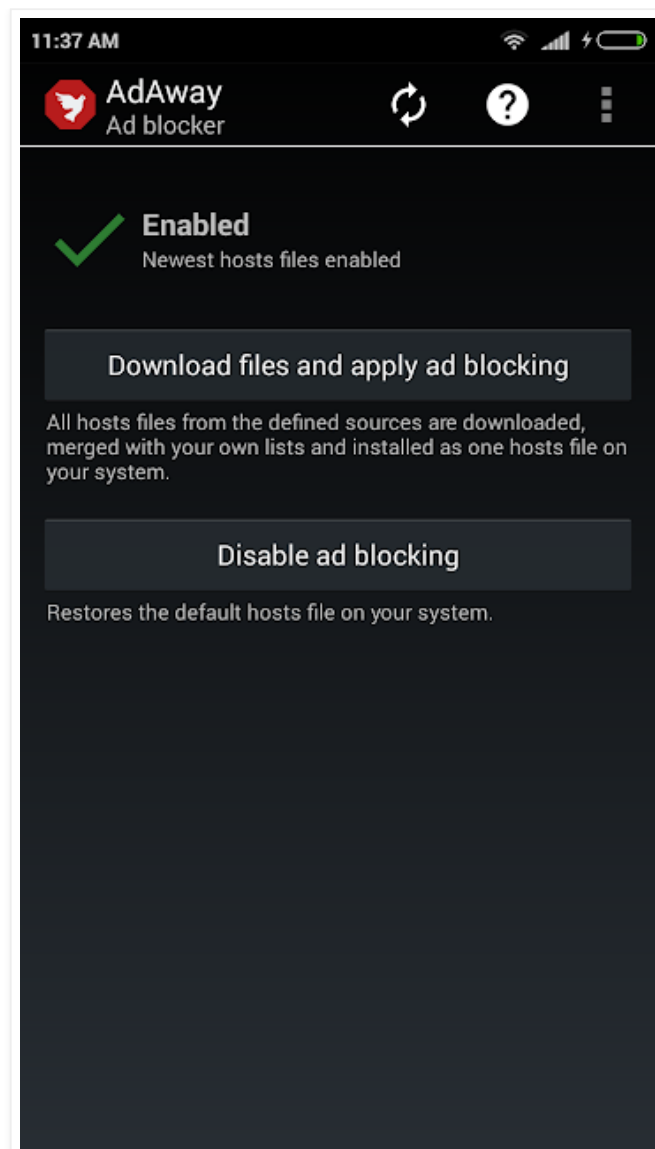 11:37 AM
AdAway
Ad blocker
?
Enabled
Newest hosts files enabled
Download files and apply ad blocking
All hosts files from the defined sources are downloaded,
merged with your own lists and installed as one hosts file on
your system.
Disable ad blocking
Restores the default hosts file on your system.